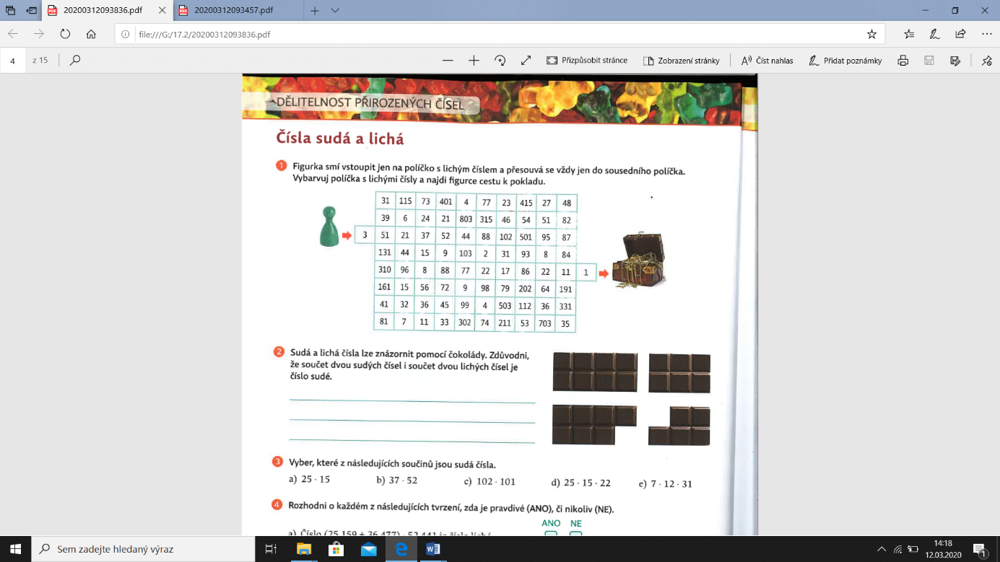 20200312093836.pdf
20200312093457.pdf
file:///G:/17.2/20200312093836.pdf
4 z 15
Přizpůsobit stránce
Zobrazení stránky
Číst nahlas
Přidat poznámky
DĚLITELNOST PŘIROZENÝCH ČÍSEL
Čísla sudá a lichá
1 Figurka smí vstoupit jen na políčko s lichým číslem a přesouvá se vždy jen do sousedního políčka.
Vybarvuj políčka s lichými čísly a najdi figurce cestu k pokladu.
31 115 73 401 4 77 23 415 27 48
39 6 24 21 803 315 46 54 51 82
3 51 21 37 52 44 88 102 501 95 87
131 44 15 9 103 2 31 93 8 84
310 96 8 88 77 22 17 86 22 11 1
161 15 56 72 9 98 79 202 64 191
41 32 36 45 99 4 503 112 36 331
81 7 11 33 302 74 211 53 703 35
2 Sudá a lichá čísla lze znázornit pomocí čokolády. Zdůvodni,
že součet dvou sudých čísel i součet dvou lichých čísel je
číslo sudé.
3 Vyber, které z následujících součinů jsou sudá čísla.
a) 25 · 15 b) 37 · 52 c) 102 · 101 d) 25 · 15 · 22 e) 7 · 12 · 31
4 Rozhodni o každém z následujících tvrzení, zda je pravdivé (ANO), či nikoliv (NE).
ANO NE
a) Číslo (25 159 + 36 477) · 52 441 je číslo liché
Sem zadejte hledaný výraz
14:18
12.03.2020
1